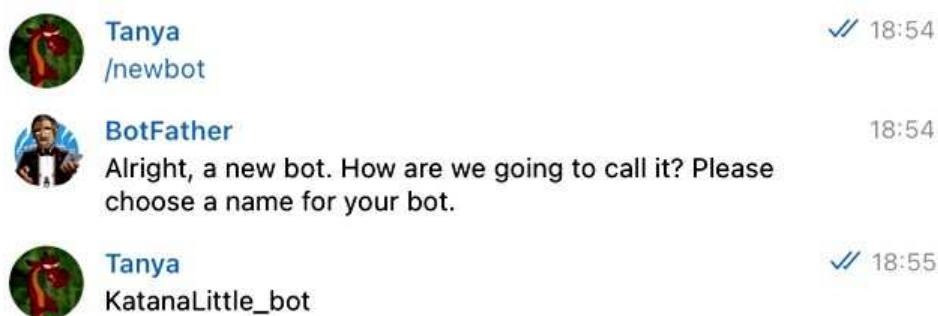 Tanya 18:54
/newbot
BotFather 18:54
Alright, a new bot. How are we going to call it? Please
choose a name for your bot.
Tanya 18:55
KatanaLittle_bot